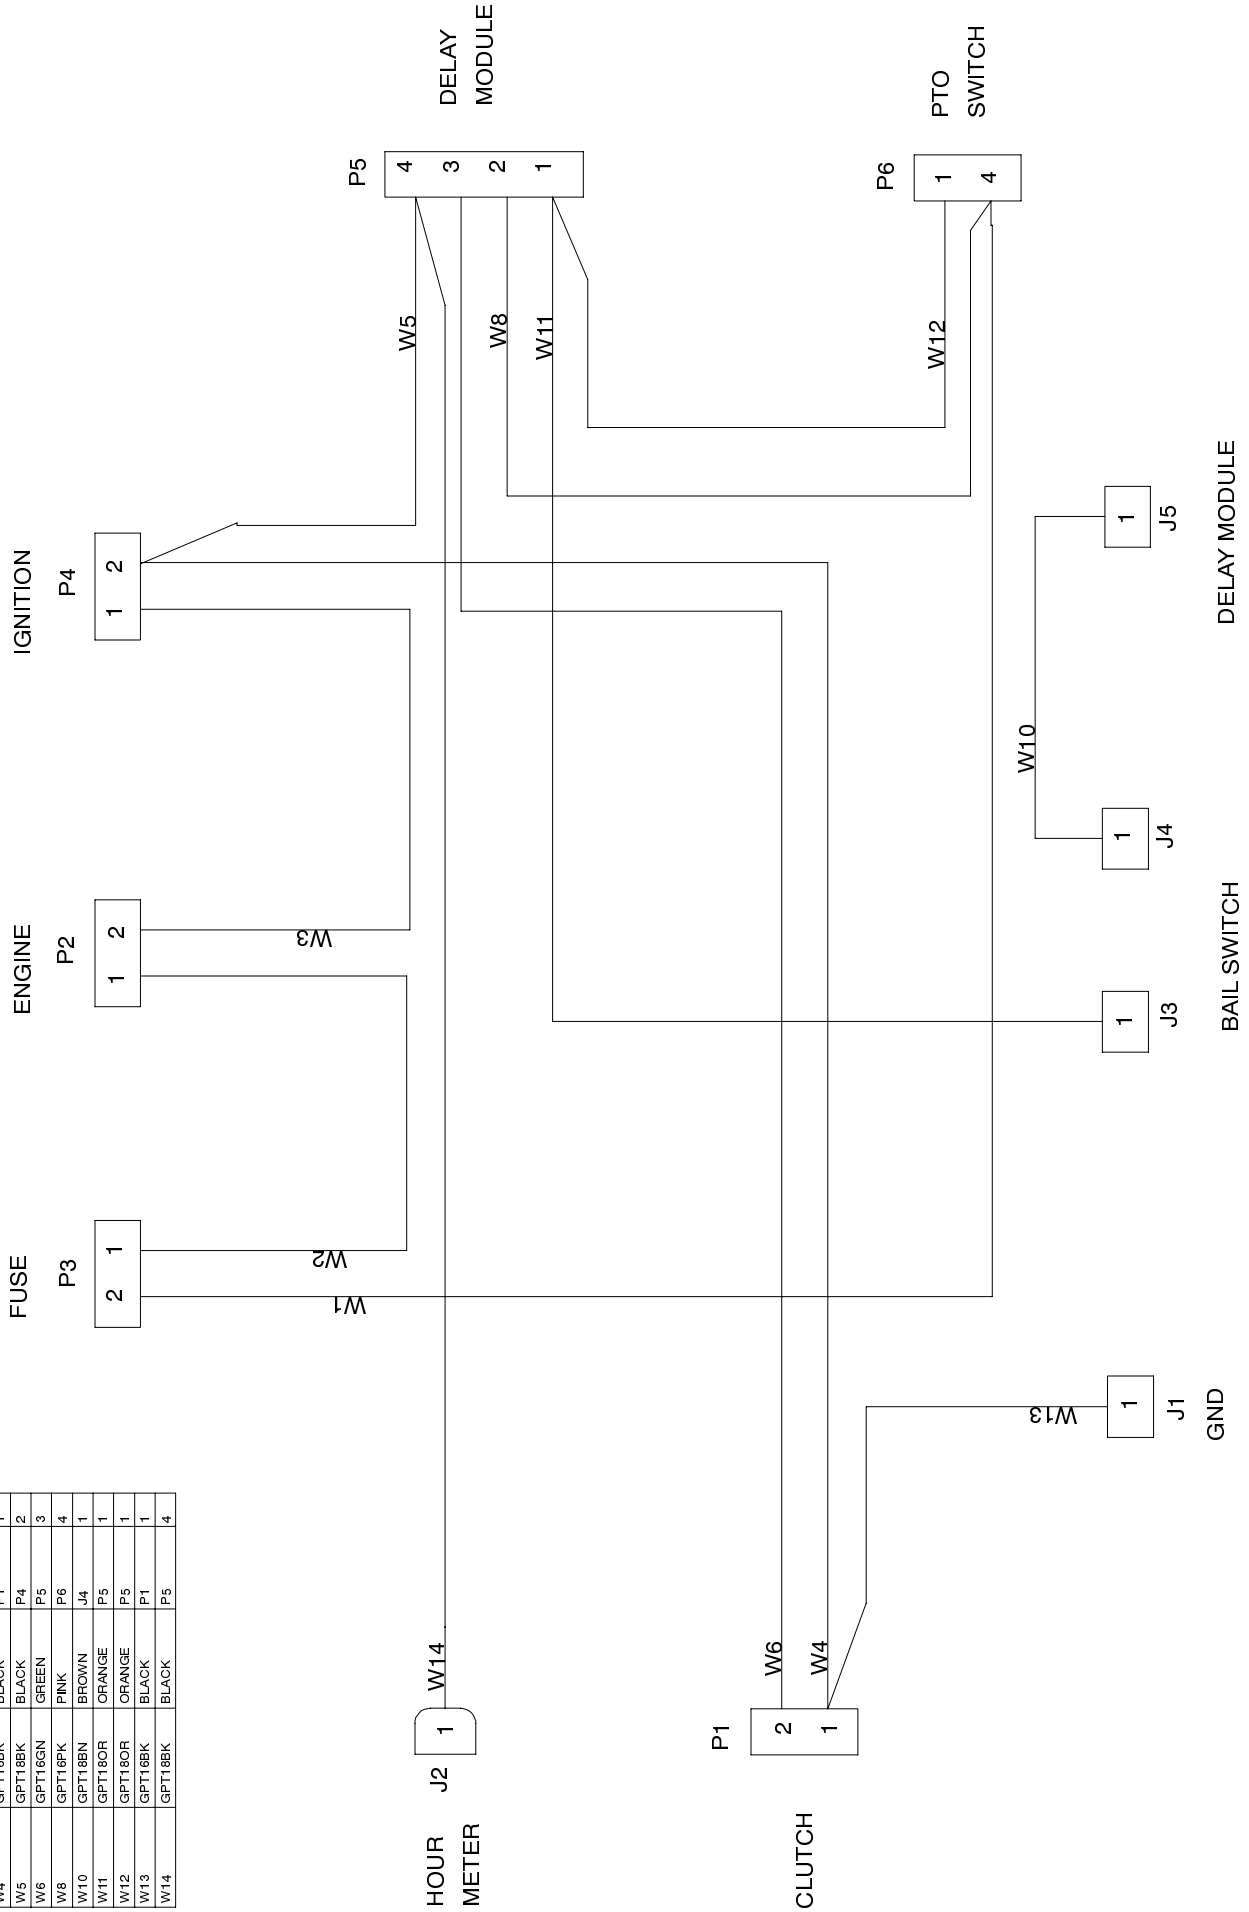 DELAY
MODULE
P5
4
3
2
1
PTO
SWITCH
P6
1
4
W5
W8
W11
W12
IGNITION
P4
1 2
ENGINE
P2
1 2
W3
FUSE
P3
2 1
W2
W1
W10
1
J5
DELAY MODULE
1
J4
1
J3
BAIL SWITCH
W13
1
J1
GND
W14
1
J2
HOUR
METER
W6
W4
P1
2
1
CLUTCH
W4 GPT16BK BLACK P1 1
W5 GPT18BK BLACK P4 2
W6 GPT16GN GREEN P5 3
W8 GPT16PK PINK P6 4
W10 GPT18BN BROWN J4 1
W11 GPT18OR ORANGE P5 1
W12 GPT18OR ORANGE P5 1
W13 GPT16BK BLACK P1 1
W14 GPT18BK BLACK P5 4